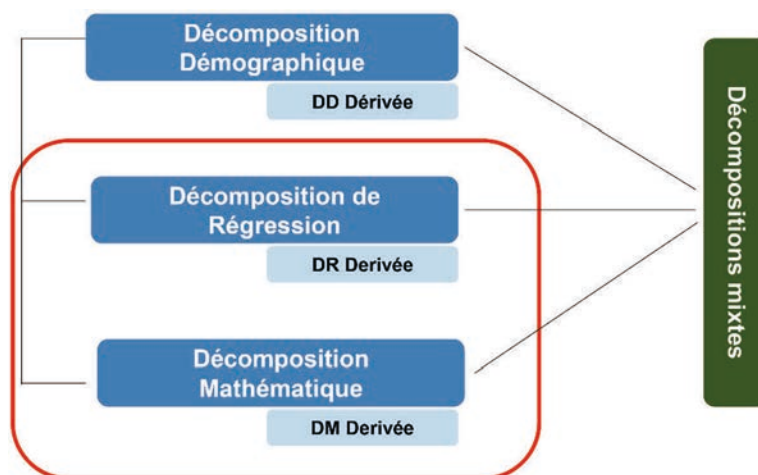 Décomposition
Démographique
DD Dérivée
Décomposition de
Régression
DR Derivée
Décomposition
Mathématique
DM Derivée
Décompositions mixtes